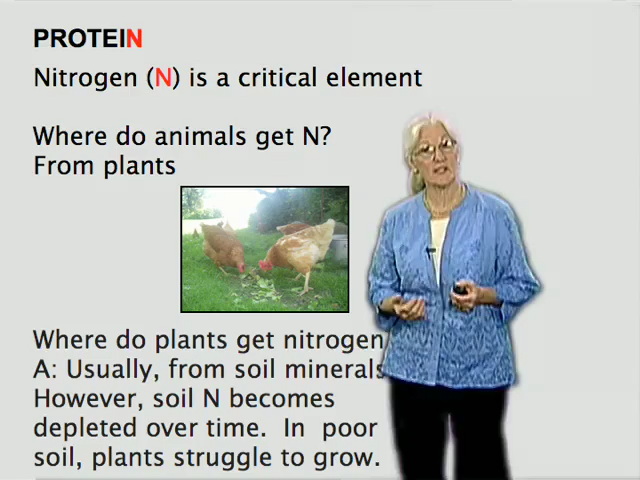 PROTEIN
Nitrogen (N) is a critical element
Where do animals get N?
From plants
Where do plants get nitrogen
A: Usually, from soil minerals
However, soil N becomes
depleted over time. In poor
soil, plants struggle to grow.